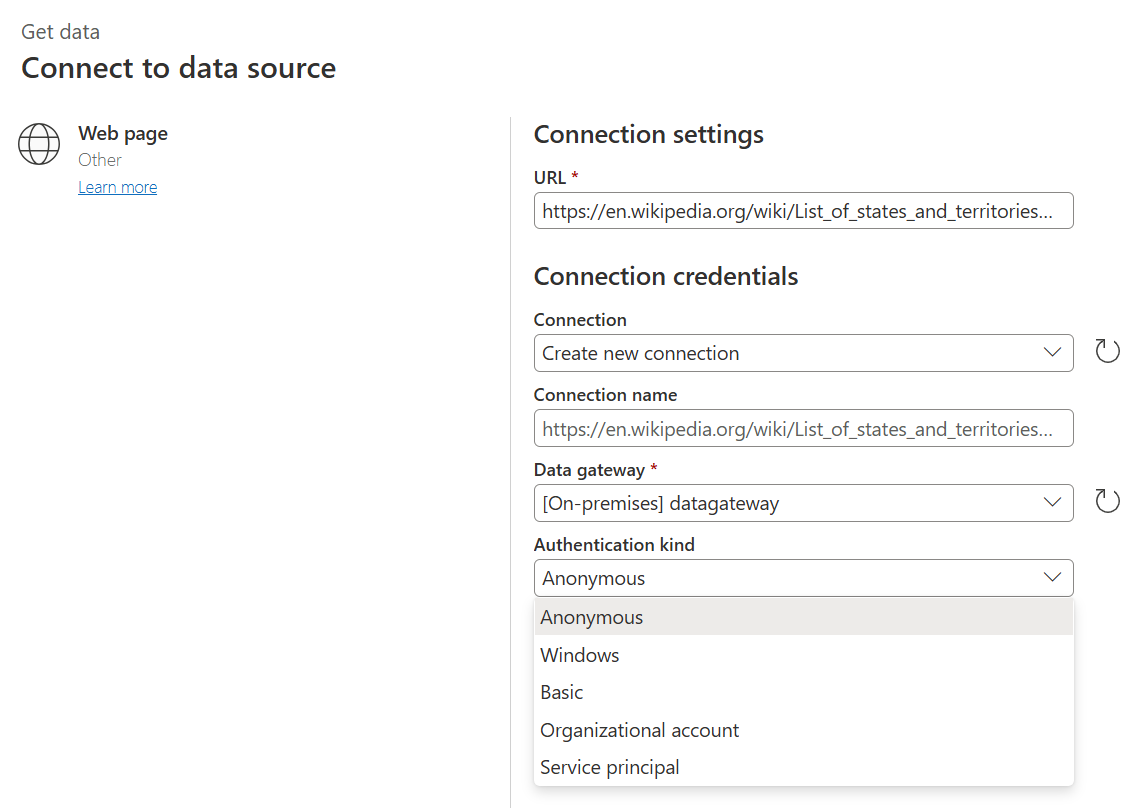 Get data
Connect to data source
Web page
Other
Learn more
Connection settings
URL *
https://en.wikipedia.org/wiki/List_of_states_and_territories...
Connection credentials
Connection
Create new connection
Connection name
https://en.wikipedia.org/wiki/List_of_states_and_territories...
Data gateway *
[On-premises] datagateway
Authentication kind
Anonymous
Anonymous
Windows
Basic
Organizational account
Service principal